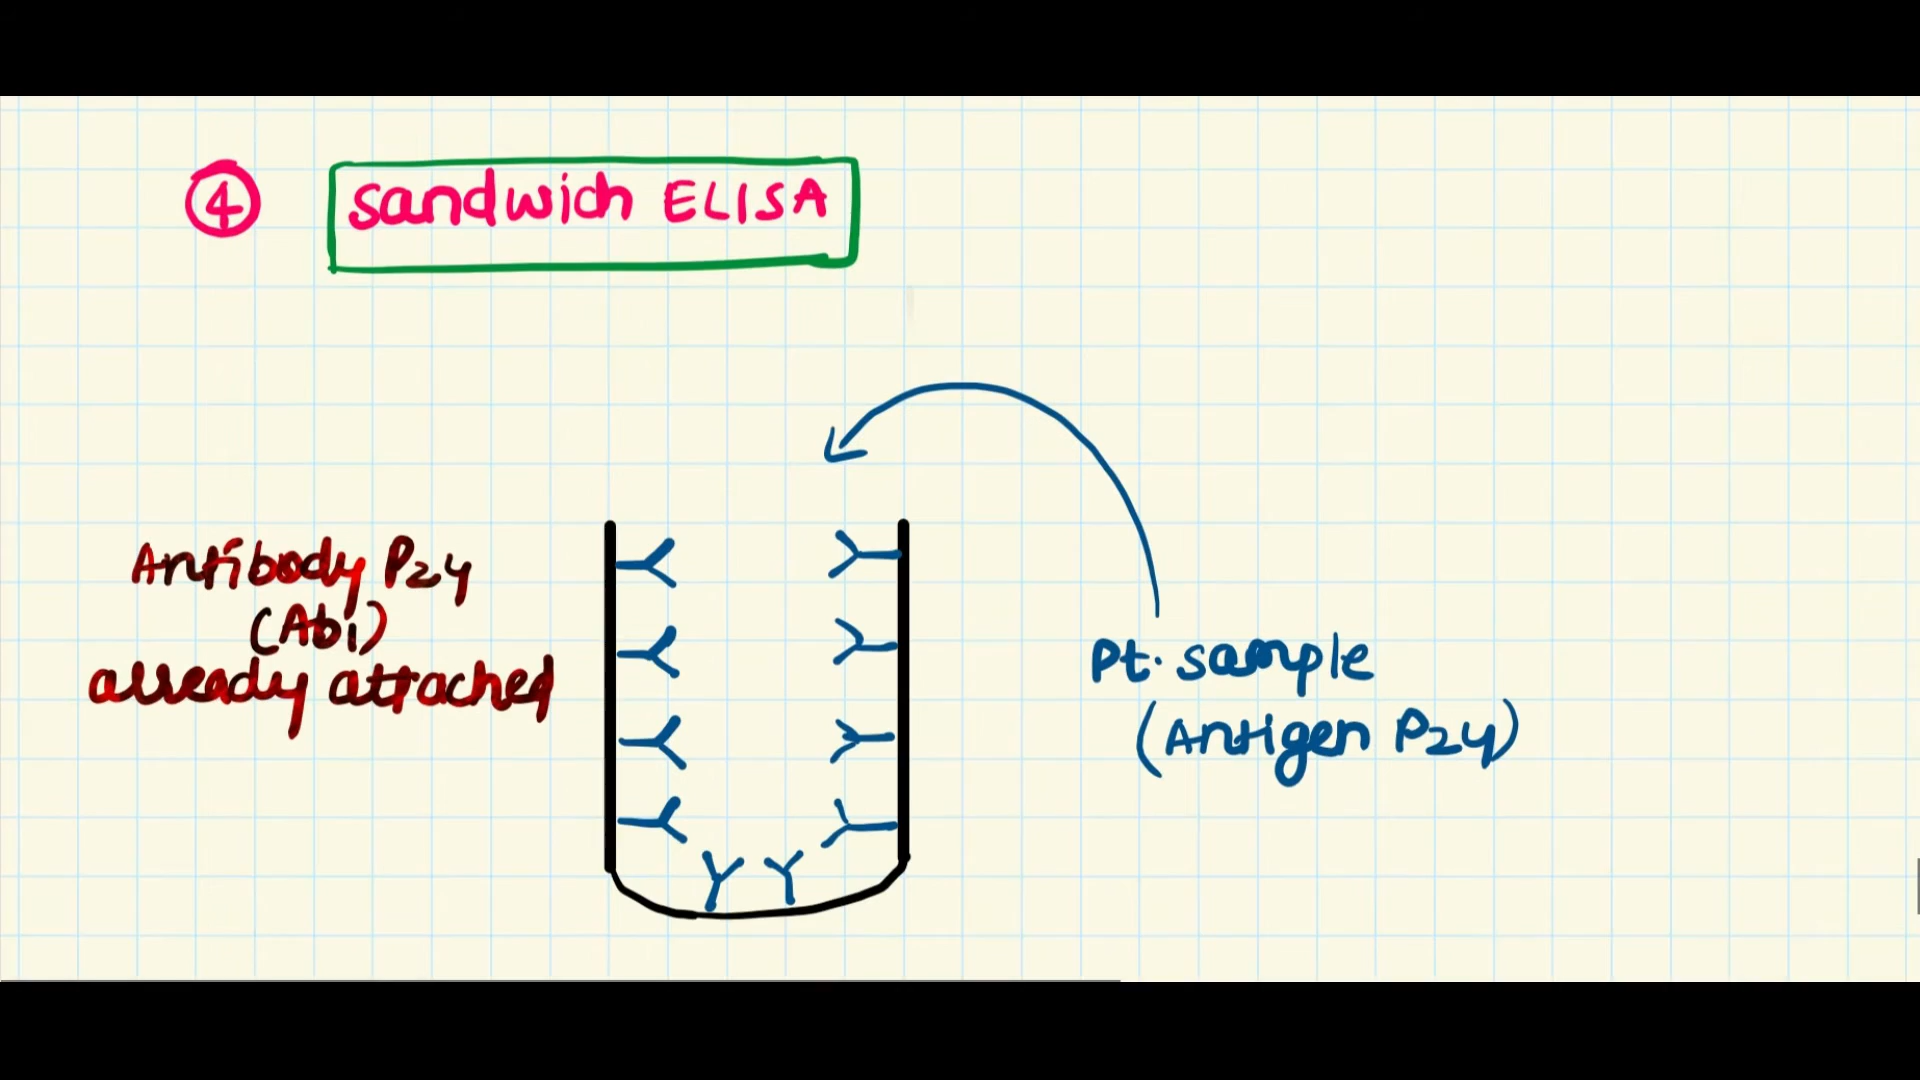 4
Sandwich ELISA
Antibody P24
(Ab1)
already attached
Pt. sample
(Antigen P24)